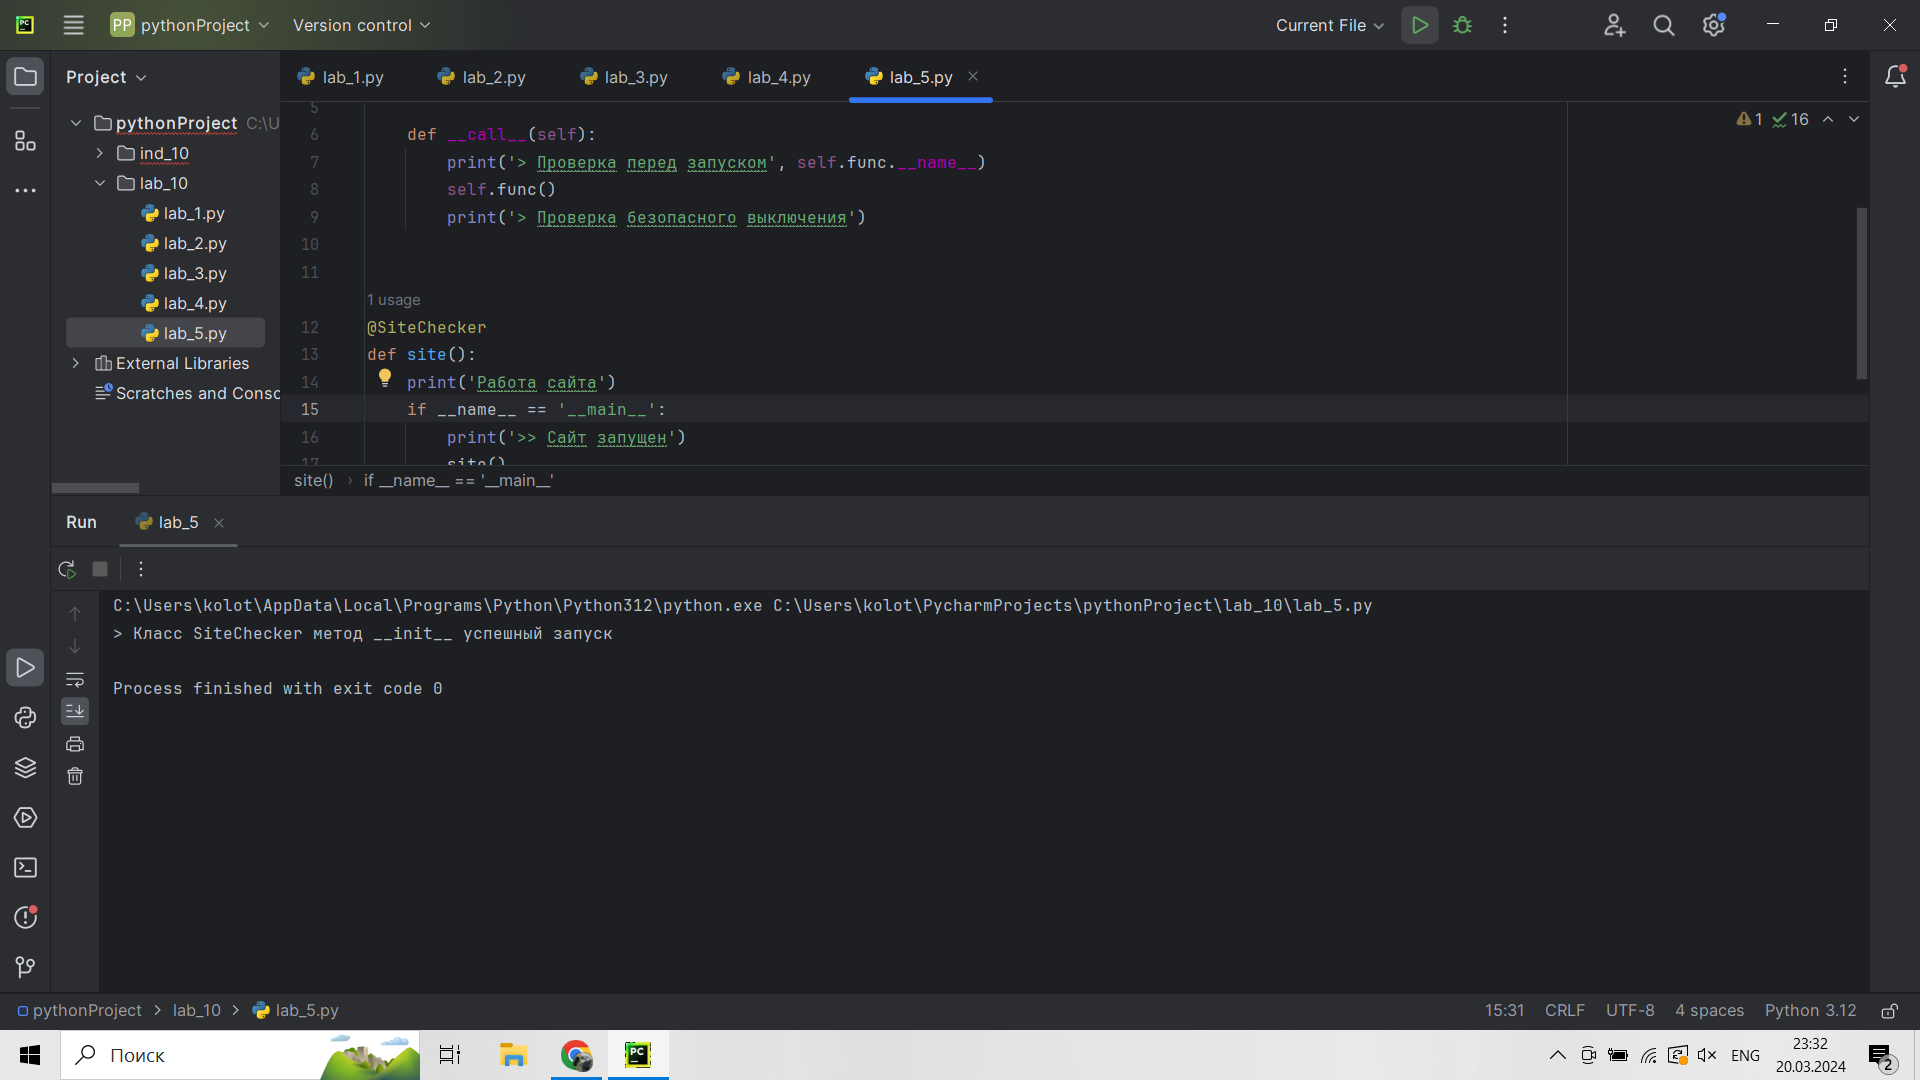 PP pythonProject Version control Current File
Project lab_1.py lab_2.py lab_3.py lab_4.py lab_5.py
pythonProject C:\U
ind_10
lab_10
lab_1.py
lab_2.py
lab_3.py
lab_4.py
lab_5.py
External Libraries
Scratches and Consc
5
6 def __call__(self):
7 print('> Проверка перед запуском', self.func.__name__)
8 self.func()
9 print('> Проверка безопасного выключения')
10
11
1 usage
12 @SiteChecker
13 def site():
14 print('Работа сайта')
15 if __name__ == '__main__':
16 print('>> Сайт запущен')
17 site()
1 16
site() › if __name__ == '__main__'
Run lab_5
C:\Users\kolot\AppData\Local\Programs\Python\Python312\python.exe C:\Users\kolot\PycharmProjects\pythonProject\lab_10\lab_5.py
> Класс SiteChecker метод __init__ успешный запуск
Process finished with exit code 0
pythonProject > lab_10 > lab_5.py 15:31 CRLF UTF-8 4 spaces Python 3.12
Поиск
PC
ENG
23:32
20.03.2024
2